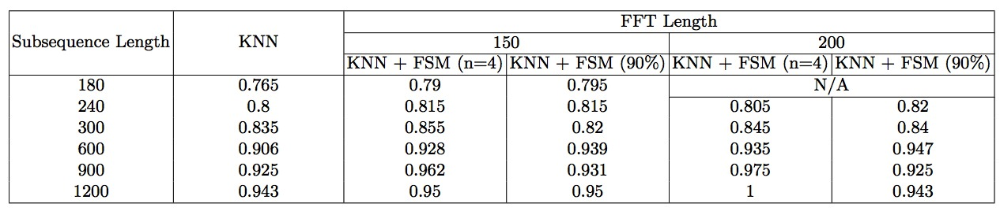 FFT Length
Subsequence Length KNN 150 200
KNN + FSM (n=4) KNN + FSM (90%) KNN + FSM (n=4) KNN + FSM (90%)
180 0.765 0.79 0.795 N/A
240 0.8 0.815 0.815 0.805 0.82
300 0.835 0.855 0.82 0.845 0.84
600 0.906 0.928 0.939 0.935 0.947
900 0.925 0.962 0.931 0.975 0.925
1200 0.943 0.95 0.95 1 0.943